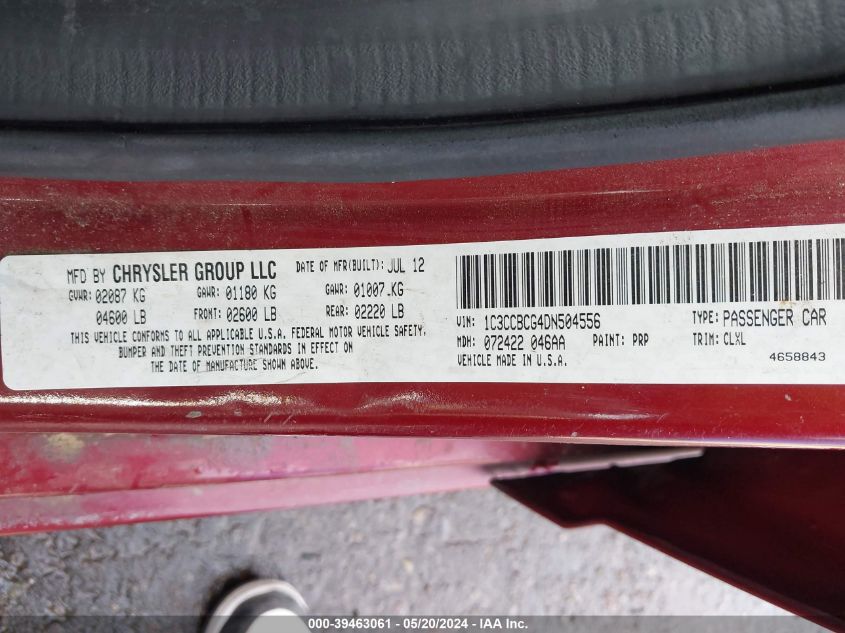 MFD BY CHRYSLER GROUP LLC DATE OF MFR(BUILT): JUL 12
GVWR: 02087 KG GAWR: 01180 KG GAWR: 01007 KG
04600 LB FRONT: 02600 LB REAR: 02220 LB
THIS VEHICLE CONFORMS TO ALL APPLICABLE U.S.A. FEDERAL MOTOR VEHICLE SAFETY,
BUMPER AND THEFT PREVENTION STANDARDS IN EFFECT ON
THE DATE OF MANUFACTURE SHOWN ABOVE.
VIN: 1C3CCBCG4DN504556 TYPE: PASSENGER CAR
MDH: 072422 046AA PAINT: PRP TRIM: CLXL
VEHICLE MADE IN U.S.A. 4658843
000-39463061 - 05/20/2024 - IAA Inc.